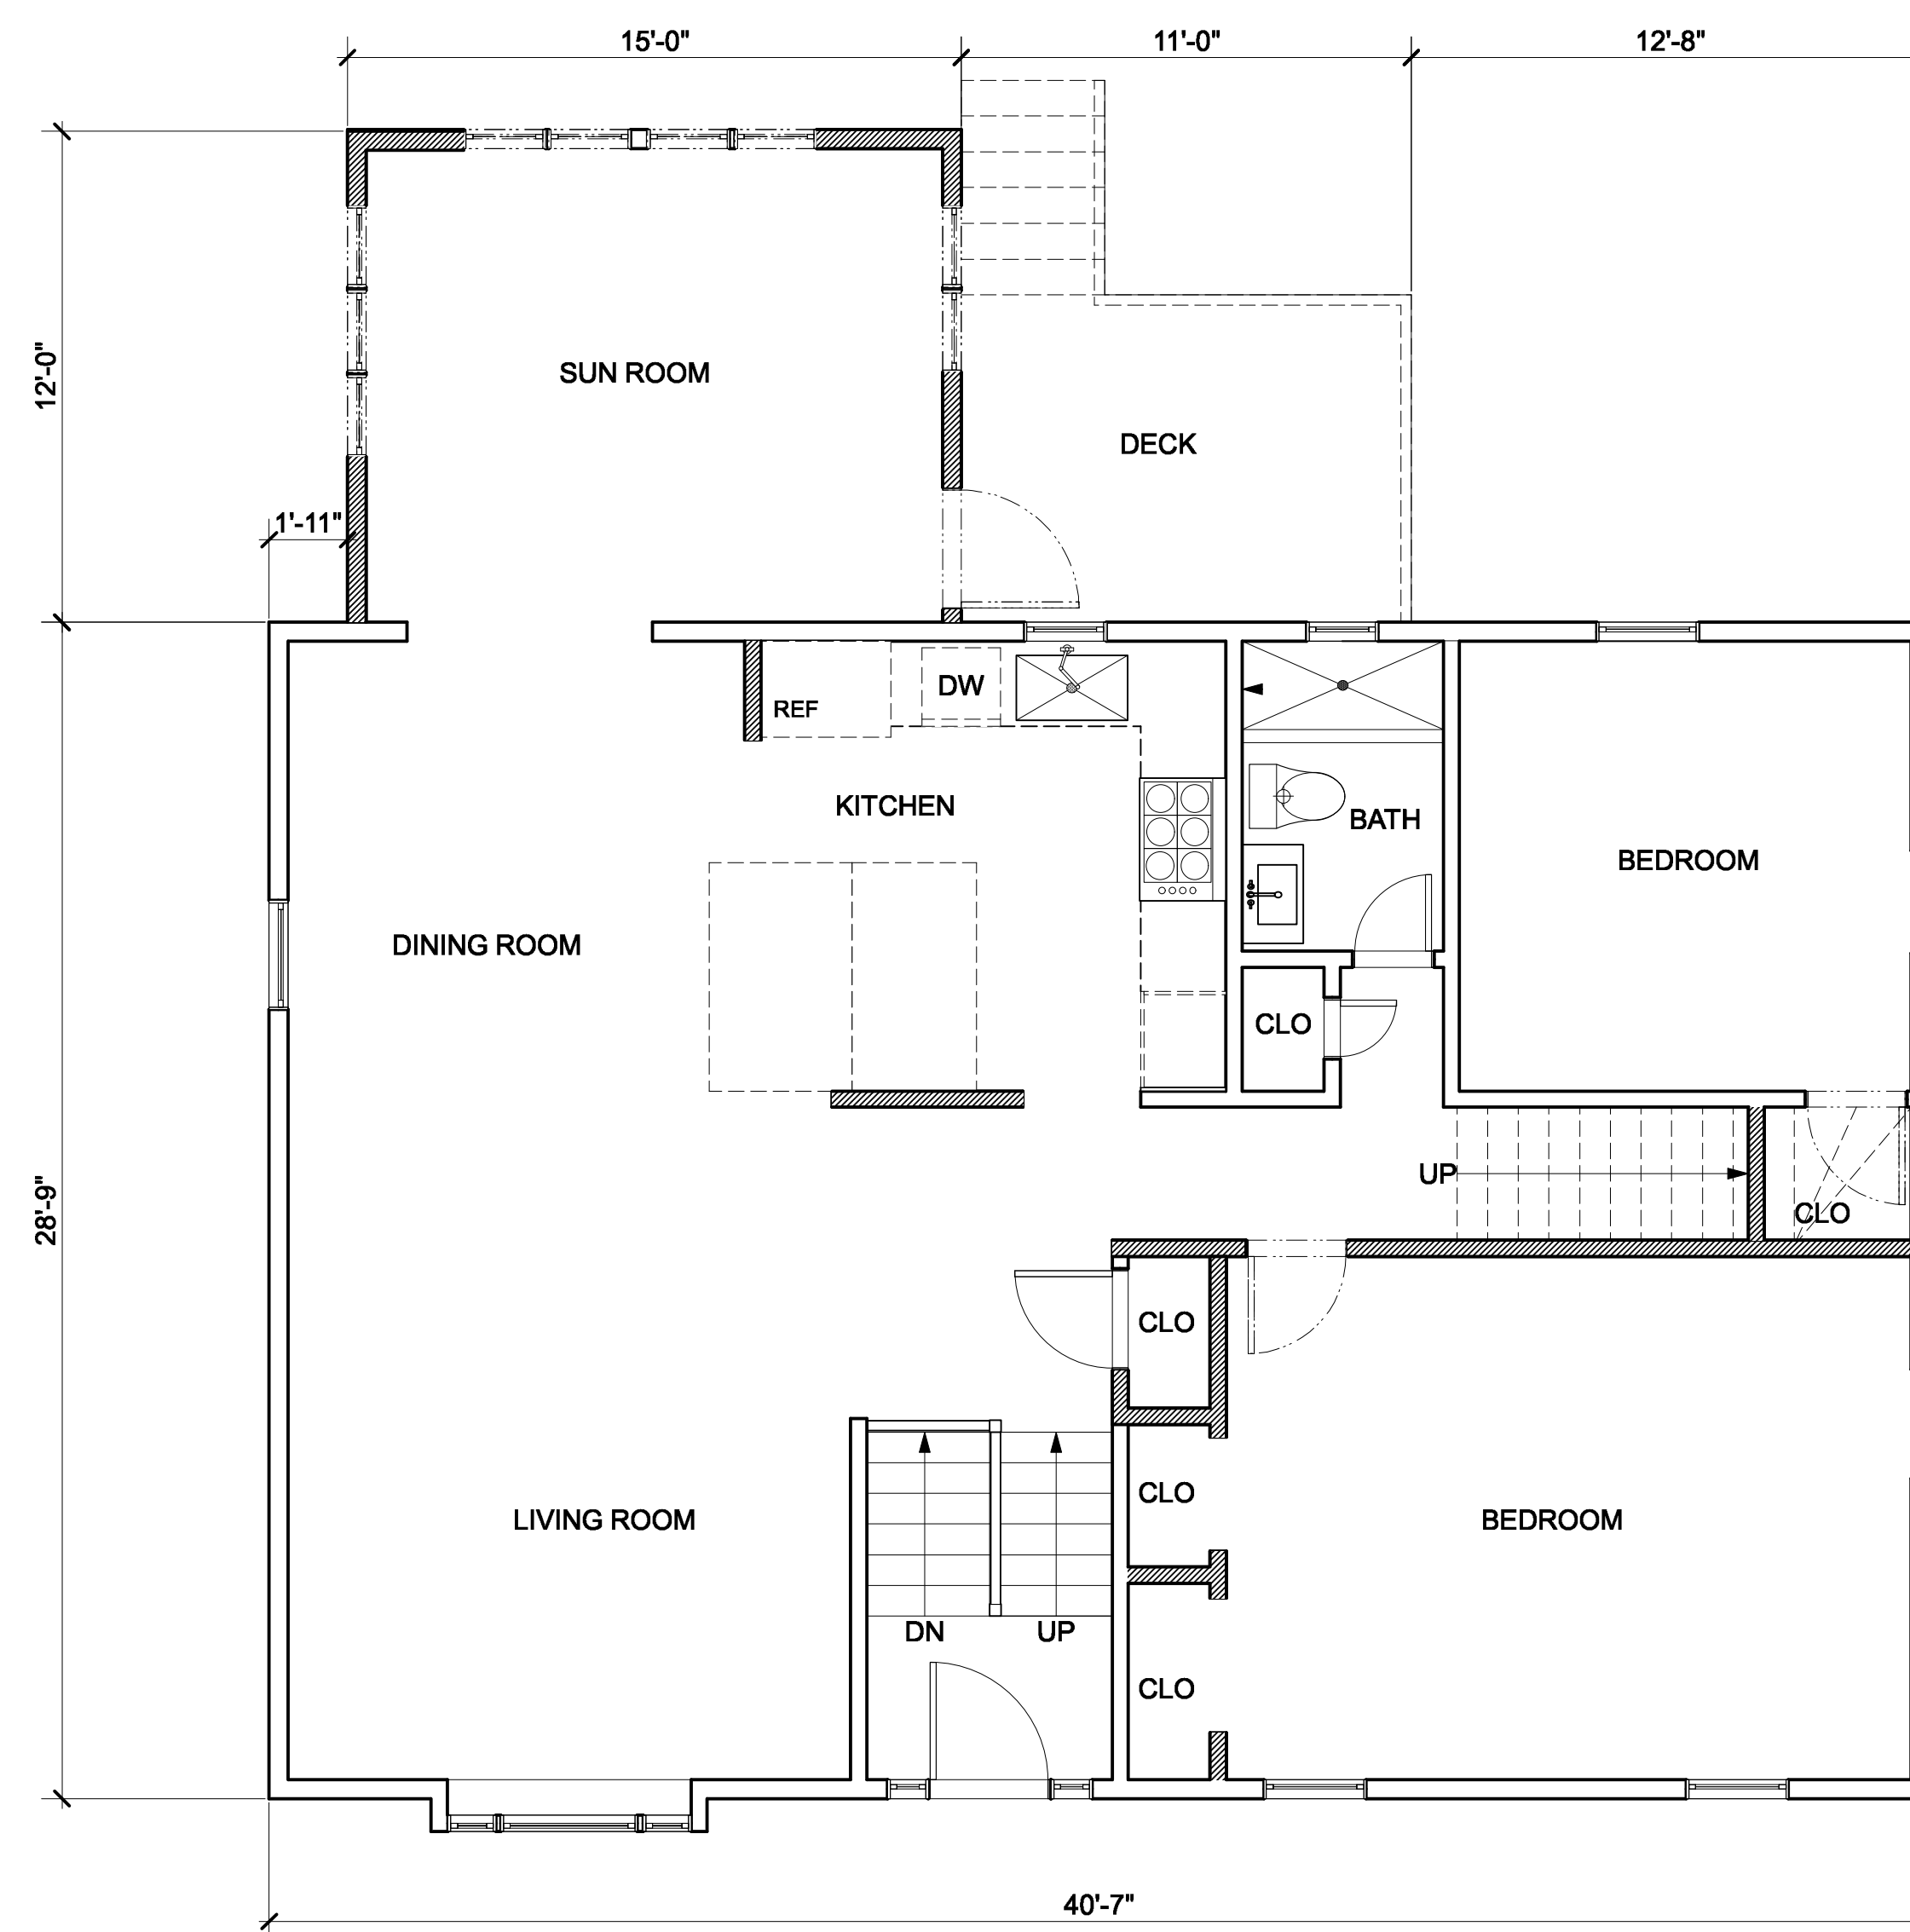 15'-0"
11'-0"
12'-8"
12'-0"
SUN ROOM
DECK
1'-11"
REF
DW
KITCHEN
BATH
BEDROOM
DINING ROOM
CLO
28'-9"
UP
CLO
CLO
CLO
LIVING ROOM
BEDROOM
DN
UP
CLO
40'-7"